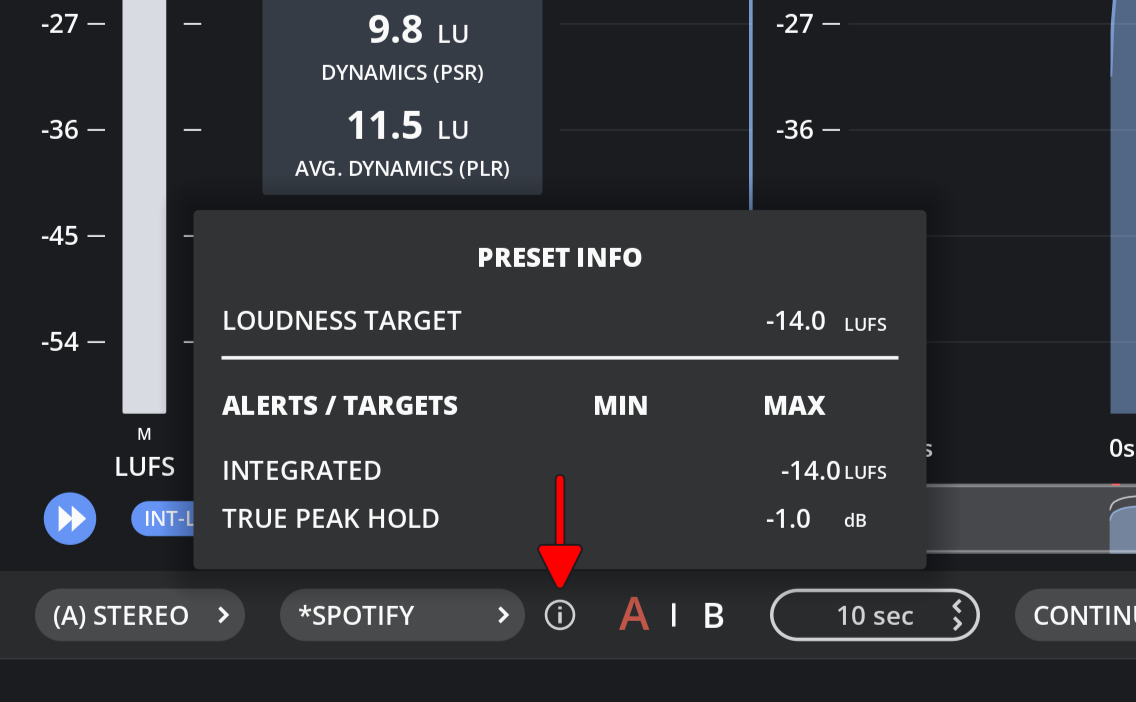 -27
9.8 LU
-27
DYNAMICS (PSR)
-36
11.5 LU
-36
AVG. DYNAMICS (PLR)
-45
PRESET INFO
LOUDNESS TARGET -14.0 LUFS
-54
ALERTS / TARGETS MIN MAX
M
LUFS
INTEGRATED -14.0 LUFS
s
0s
INT-L
TRUE PEAK HOLD -1.0 dB
(A) STEREO
*SPOTIFY
A | B
10 sec
CONTINU